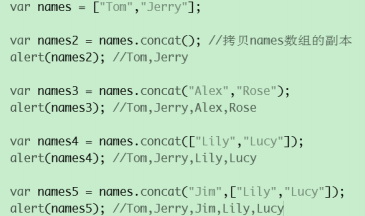 var names = ["Tom","Jerry"];
var names2 = names.concat(); //拷贝names数组的副本
alert(names2); //Tom,Jerry
var names3 = names.concat("Alex","Rose");
alert(names3); //Tom,Jerry,Alex,Rose
var names4 = names.concat(["Lily","Lucy"]);
alert(names4); //Tom,Jerry,Lily,Lucy
var names5 = names.concat("Jim",["Lily","Lucy"]);
alert(names5); //Tom,Jerry,Jim,Lily,Lucy